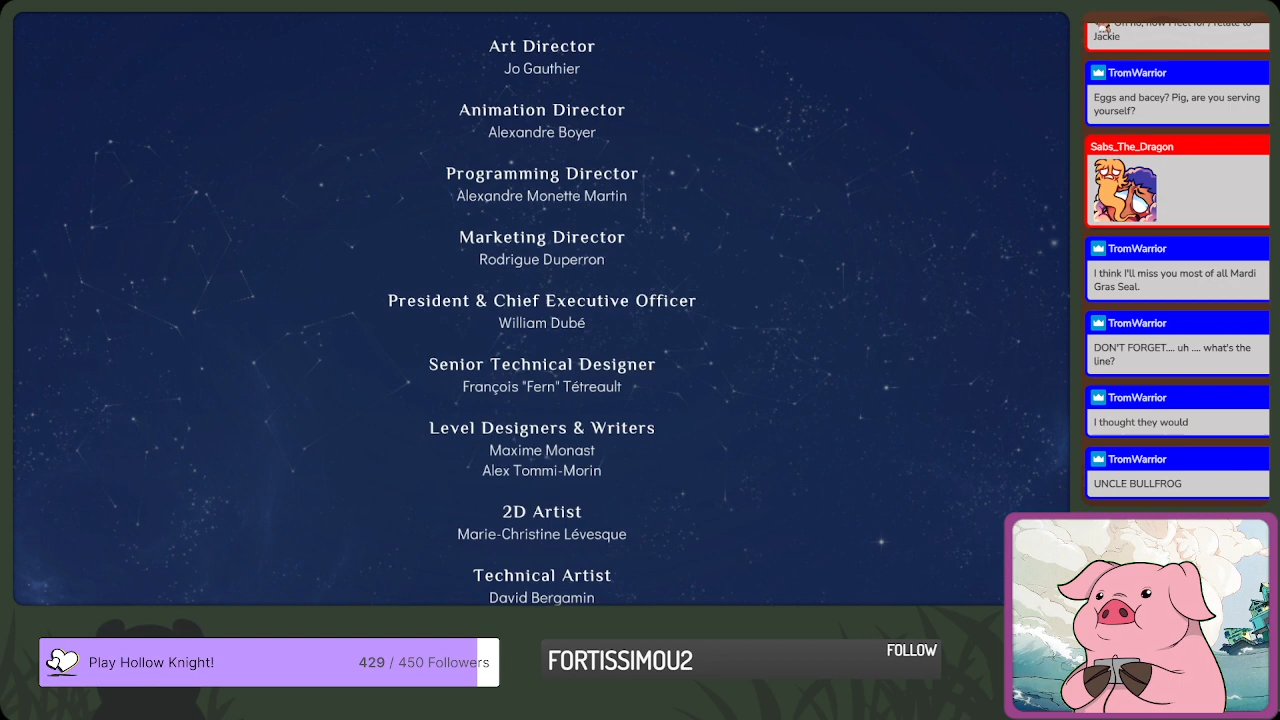 Art Director
Jo Gauthier
Animation Director
Alexandre Boyer
Programming Director
Alexandre Monette Martin
Marketing Director
Rodrigue Duperron
President & Chief Executive Officer
William Dubé
Senior Technical Designer
François "Fern" Tétreault
Level Designers & Writers
Maxime Monast
Alex Tommi-Morin
2D Artist
Marie-Christine Lévesque
Technical Artist
David Bergamin
Jackie
TromWarrior
Eggs and bacey? Pig, are you serving
yourself?
Sabs_The_Dragon
TromWarrior
I think I'll miss you most of all Mardi
Gras Seal.
TromWarrior
DON'T FORGET.... uh .... what's the
line?
TromWarrior
I thought they would
TromWarrior
UNCLE BULLFROG
Play Hollow Knight!
429 / 450 Followers
FORTISSIMOU2
FOLLOW